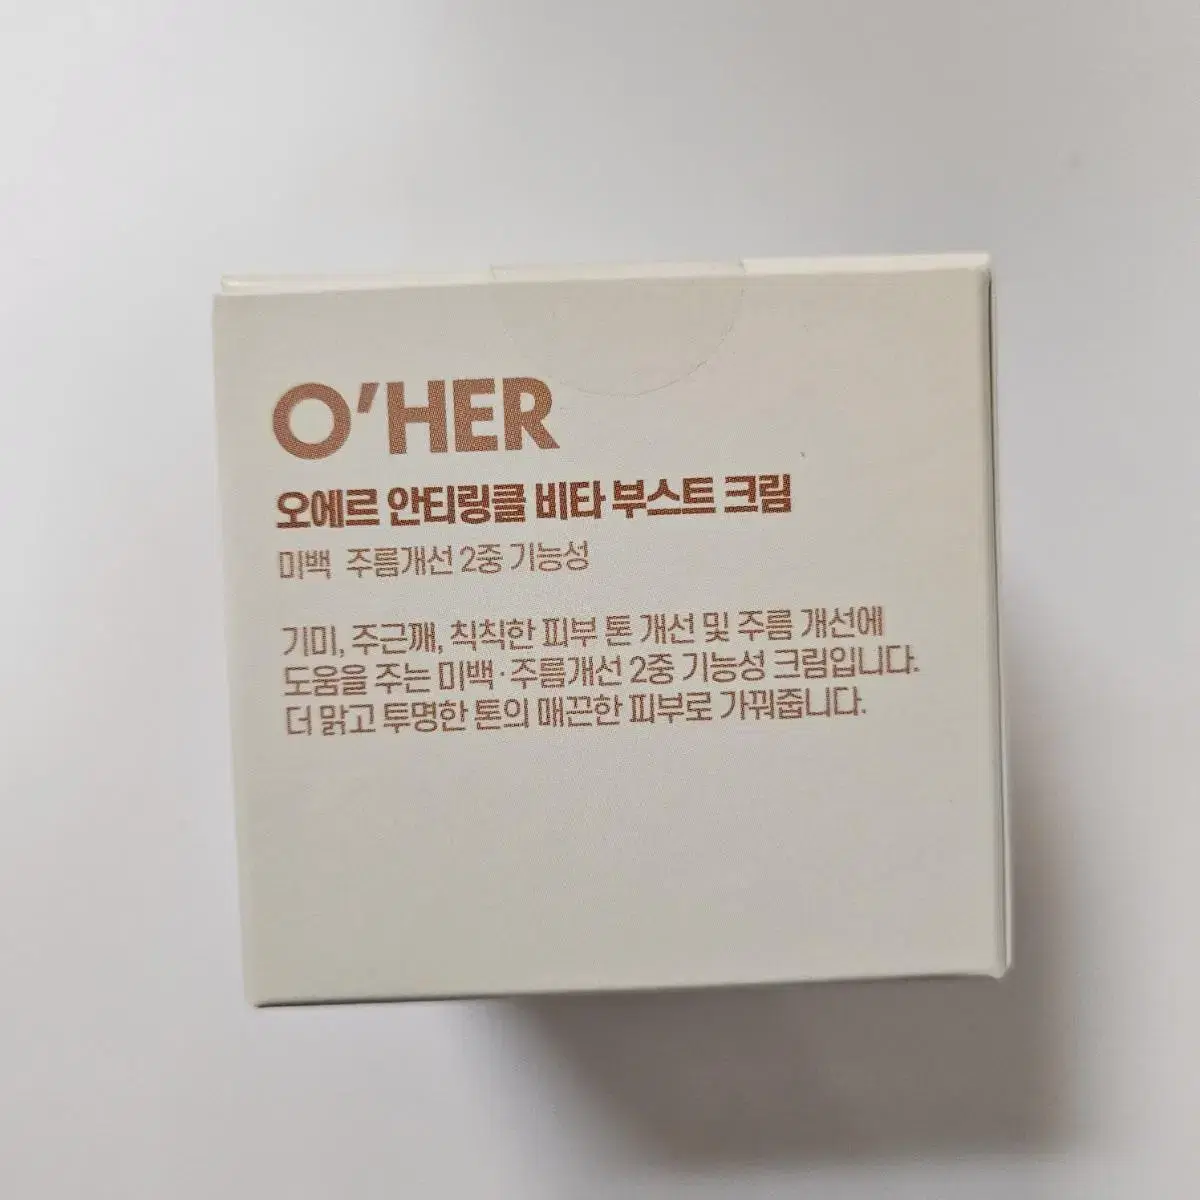 O'HER
오에르 안티링클 비타 부스트 크림
미백 주름개선 2중 기능성
기미, 주근깨, 칙칙한 피부 톤 개선 및 주름 개선에
도움을 주는 미백·주름개선 2중 기능성 크림입니다.
더 맑고 투명한 톤의 매끈한 피부로 가꿔줍니다.